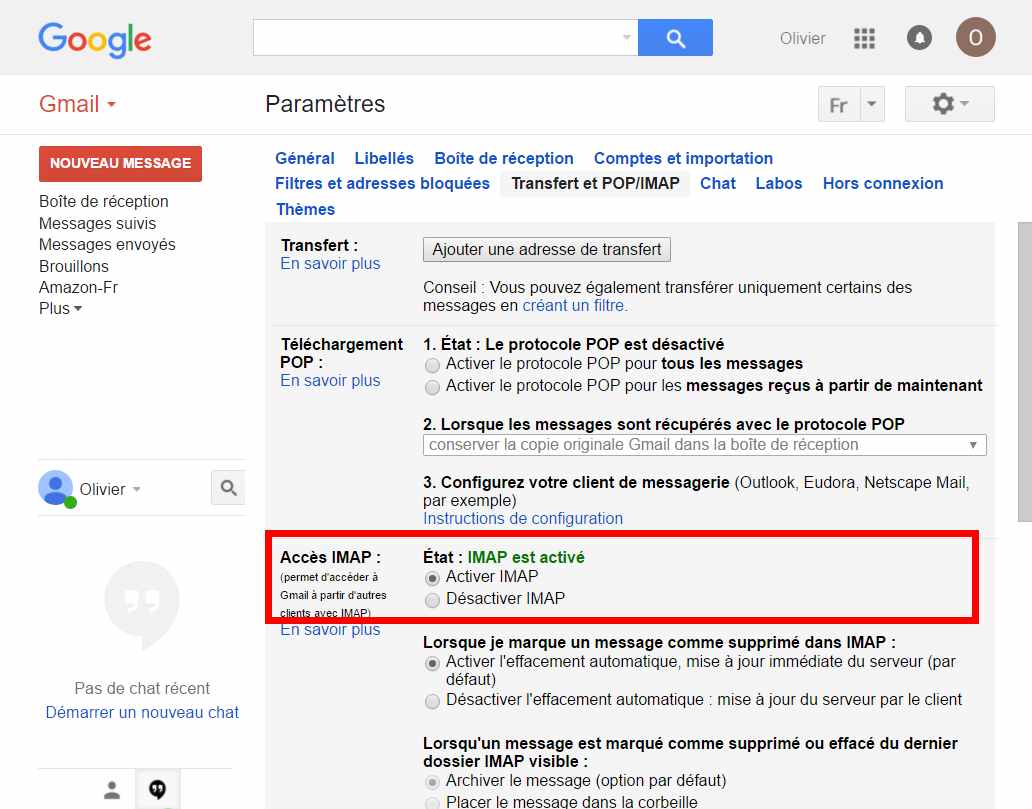 Google
Olivier
O
Gmail
Paramètres
Fr
NOUVEAU MESSAGE
Boîte de réception
Messages suivis
Messages envoyés
Brouillons
Amazon-Fr
Plus
Olivier
Pas de chat récent
Démarrer un nouveau chat
Général Libellés Boîte de réception Comptes et importation
Filtres et adresses bloquées Transfert et POP/IMAP Chat Labos Hors connexion
Thèmes
Transfert :
En savoir plus
Ajouter une adresse de transfert
Conseil : Vous pouvez également transférer uniquement certains des
messages en créant un filtre.
Téléchargement
POP :
En savoir plus
1. État : Le protocole POP est désactivé
Activer le protocole POP pour tous les messages
Activer le protocole POP pour les messages reçus à partir de maintenant
2. Lorsque les messages sont récupérés avec le protocole POP
conserver la copie originale Gmail dans la boîte de réception
3. Configurez votre client de messagerie (Outlook, Eudora, Netscape Mail,
par exemple)
Instructions de configuration
Accès IMAP :
(permet d'accéder à
Gmail à partir d'autres
clients avec IMAP)
En savoir plus
État : IMAP est activé
Activer IMAP
Désactiver IMAP
Lorsque je marque un message comme supprimé dans IMAP :
Activer l'effacement automatique, mise à jour immédiate du serveur (par
défaut)
Désactiver l'effacement automatique : mise à jour du serveur par le client
Lorsqu'un message est marqué comme supprimé ou effacé du dernier
dossier IMAP visible :
Archiver le message (option par défaut)
Placer le message dans la corbeille